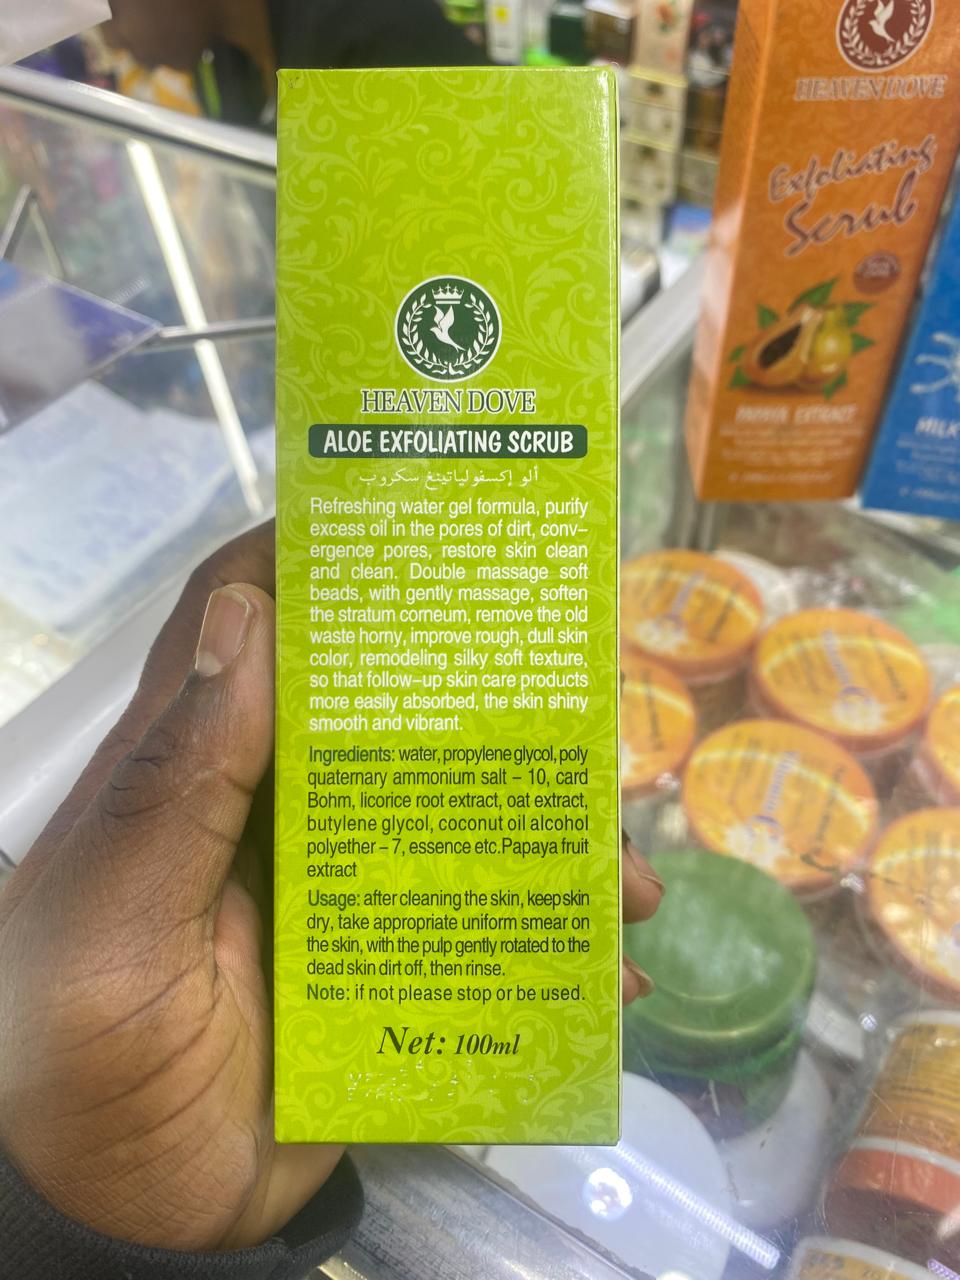 HEAVEN DOVE
ALOE EXFOLIATING SCRUB
ألو إكسفولياتينغ سكروب
Refreshing water gel formula, purify
excess oil in the pores of dirt, conv-
ergence pores, restore skin clean
and clean. Double massage soft
beads, with gently massage, soften
the stratum corneum, remove the old
waste horny, improve rough, dull skin
color, remodeling silky soft texture,
so that follow-up skin care products
more easily absorbed, the skin shiny
smooth and vibrant.
Ingredients: water, propylene glycol, poly
quaternary ammonium salt – 10, card
Bohm, licorice root extract, oat extract,
butylene glycol, coconut oil alcohol
polyether – 7, essence etc.Papaya fruit
extract
Usage: after cleaning the skin, keep skin
dry, take appropriate uniform smear on
the skin, with the pulp gently rotated to the
dead skin dirt off, then rinse.
Note: if not please stop or be used.
Net: 100ml
HEAVEN DOVE
Exfoliating
Scrub
PAPAYA EXTRACT
MILK